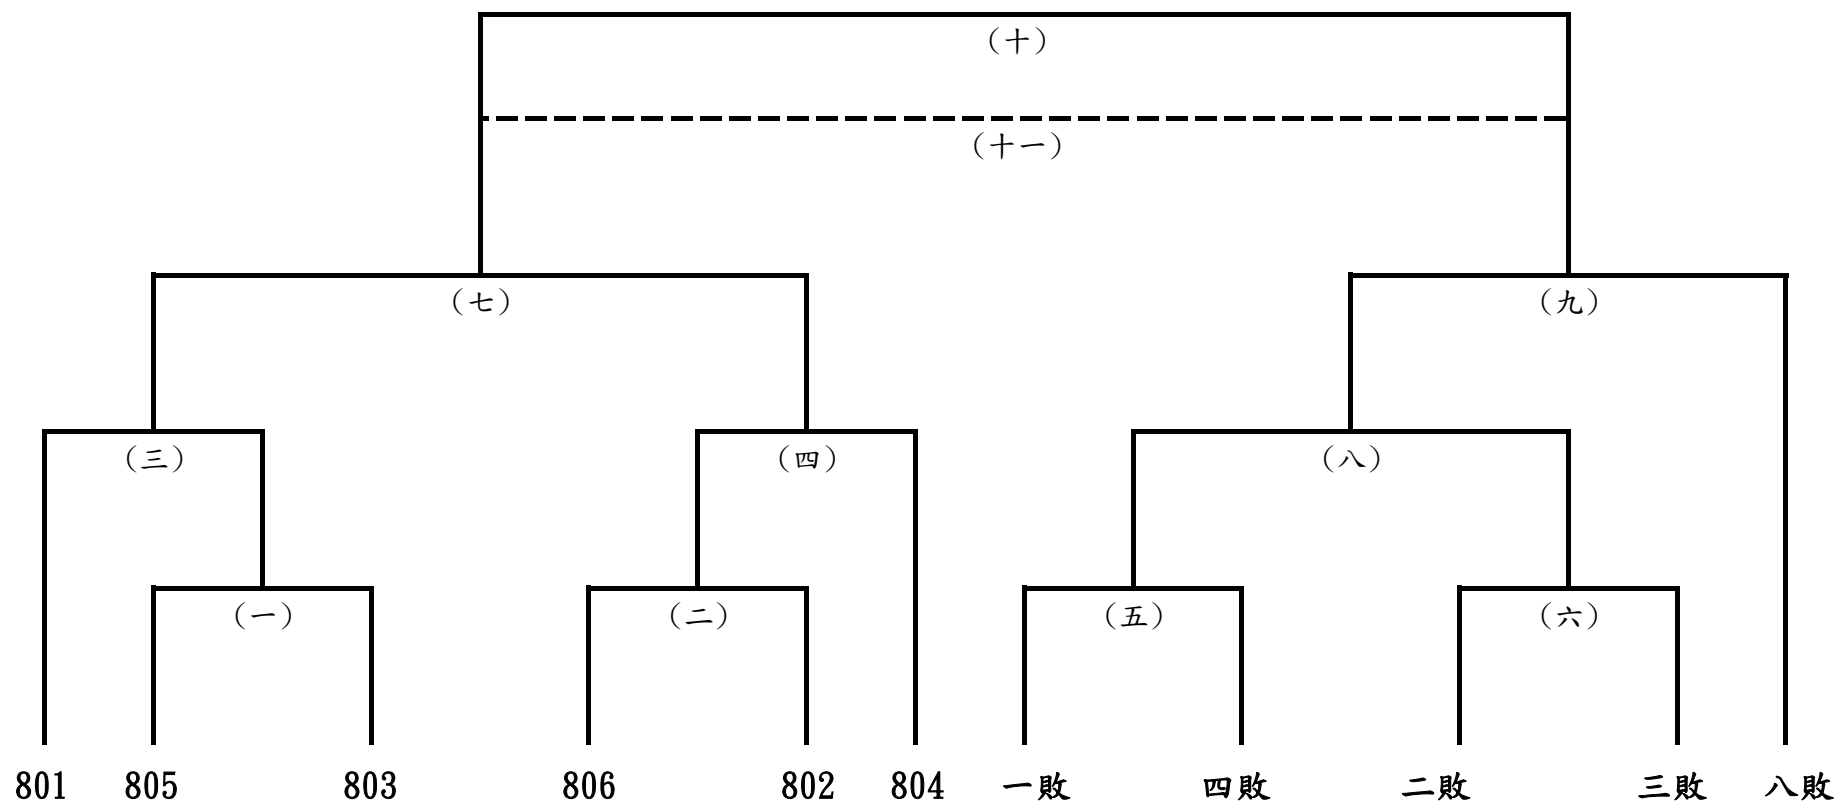 （十）
（十一）
（七） （九）
（三） （四） （八）
（一） （二） （五） （六）
801 805 803 806 802 804 一敗 四敗 二敗 三敗 八敗